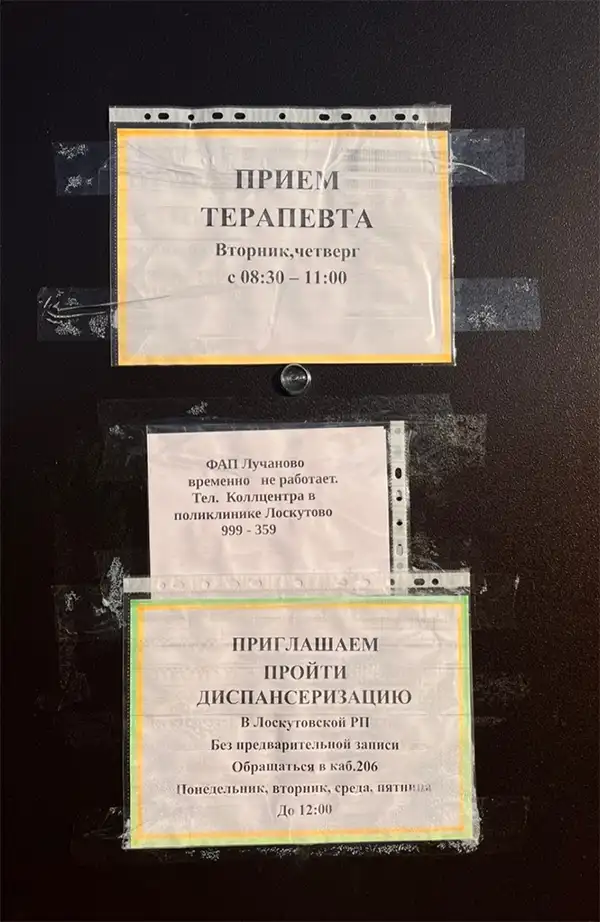 ПРИЕМ
ТЕРАПЕВТА
Вторник,четверг
с 08:30 – 11:00
ФАП Лучаново
временно не работает.
Тел. Коллцентра в
поликлинике Лоскутово
999 - 359
ПРИГЛАШАЕМ
ПРОЙТИ
ДИСПАНСЕРИЗАЦИЮ
В Лоскутовской РП
Без предварительной записи
Обращаться в каб.206
Понедельник, вторник, среда, пятница
До 12:00